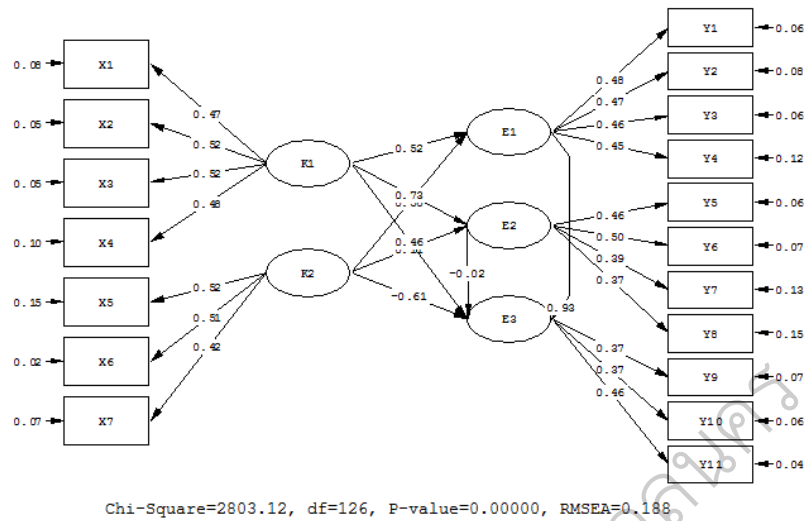 Y1
0.06
0.08
X1
Y2
0.08
0.48
0.47
0.47
0.05
X2
0.52
0.52
E1
0.46
0.45
Y3
0.06
Y4
0.12
0.05
X3
0.52
K1
0.48
0.73
Y5
0.06
0.10
X4
0.46
E2
0.46
0.50
Y6
0.07
K2
-0.02
0.39
0.37
Y7
0.13
0.15
X5
0.52
-0.61
E3
0.93
Y8
0.15
0.51
0.42
0.02
X6
0.37
0.37
0.46
Y9
0.07
0.07
X7
Y10
0.06
Y11
0.04
Chi-Square=2803.12, df=126, P-value=0.00000, RMSEA=0.188